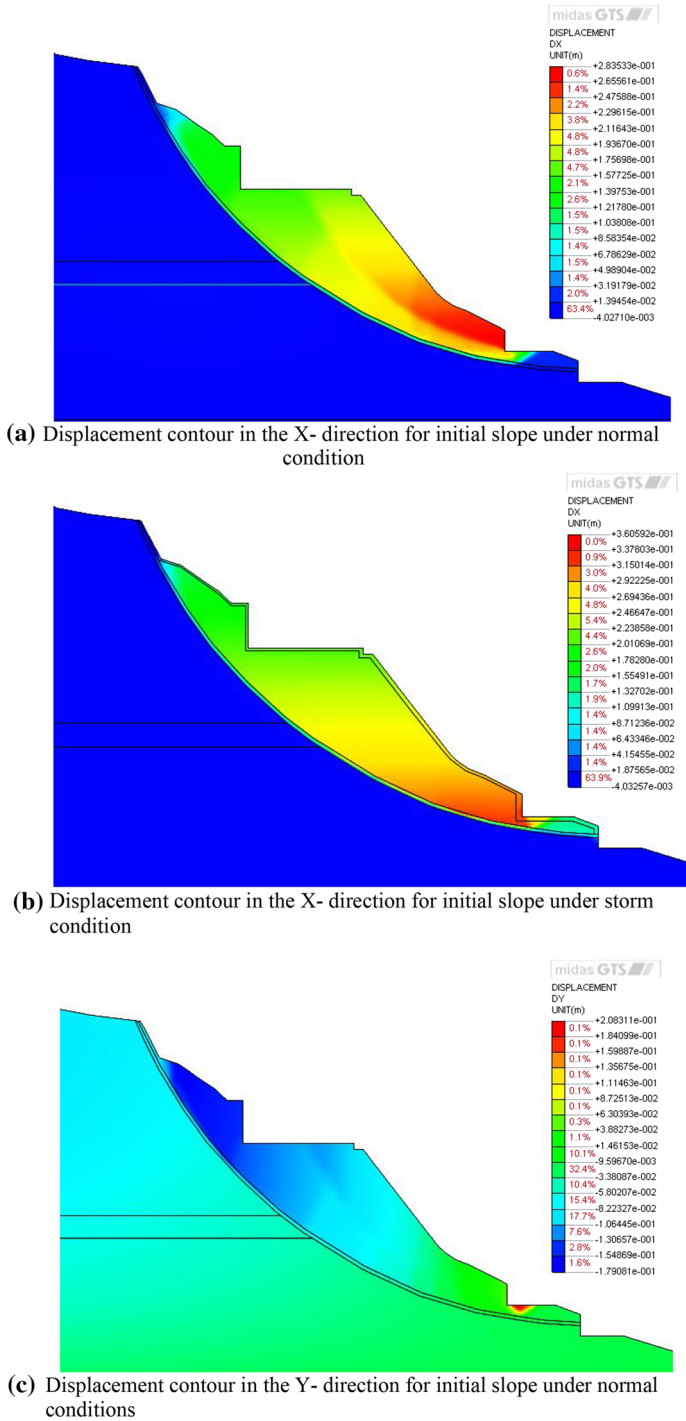 midas GTS
DISPLACEMENT
DX
UNIT(m)
+2.83533e-001
0.6%
+2.65561e-001
1.4%
+2.47588e-001
2.2%
+2.29615e-001
3.8%
+2.11643e-001
4.8%
+1.93670e-001
4.8%
+1.75698e-001
4.7%
+1.57725e-001
2.1%
+1.39753e-001
2.6%
+1.21780e-001
1.5%
+1.03808e-001
1.5%
+8.58354e-002
1.4%
+6.78629e-002
1.5%
+4.98904e-002
1.4%
+3.19179e-002
2.0%
+1.39454e-002
63.4%
-4.02710e-003
(a) Displacement contour in the X- direction for initial slope under normal
condition
midas GTS
DISPLACEMENT
DX
UNIT(m)
+3.60592e-001
0.0%
+3.37803e-001
0.9%
+3.15014e-001
3.0%
+2.92225e-001
4.0%
+2.69436e-001
4.8%
+2.46647e-001
5.4%
+2.23858e-001
4.4%
+2.01069e-001
2.6%
+1.78280e-001
2.0%
+1.55491e-001
1.7%
+1.32702e-001
1.9%
+1.09913e-001
1.4%
+8.71236e-002
1.4%
+6.43346e-002
1.4%
+4.15455e-002
1.4%
+1.87565e-002
63.9%
-4.03257e-003
(b) Displacement contour in the X- direction for initial slope under storm
condition
midas GTS
DISPLACEMENT
DY
UNIT(m)
+2.08311e-001
0.1%
+1.84099e-001
0.1%
+1.59887e-001
0.1%
+1.35675e-001
0.1%
+1.11463e-001
0.1%
+8.72513e-002
0.1%
+6.30393e-002
0.3%
+3.88273e-002
1.1%
+1.46153e-002
10.1%
-9.59670e-003
32.4%
-3.38087e-002
10.4%
-5.80207e-002
15.4%
-8.22327e-002
17.7%
-1.06445e-001
7.6%
-1.30657e-001
2.8%
-1.54869e-001
1.6%
-1.79081e-001
(c) Displacement contour in the Y- direction for initial slope under normal
conditions